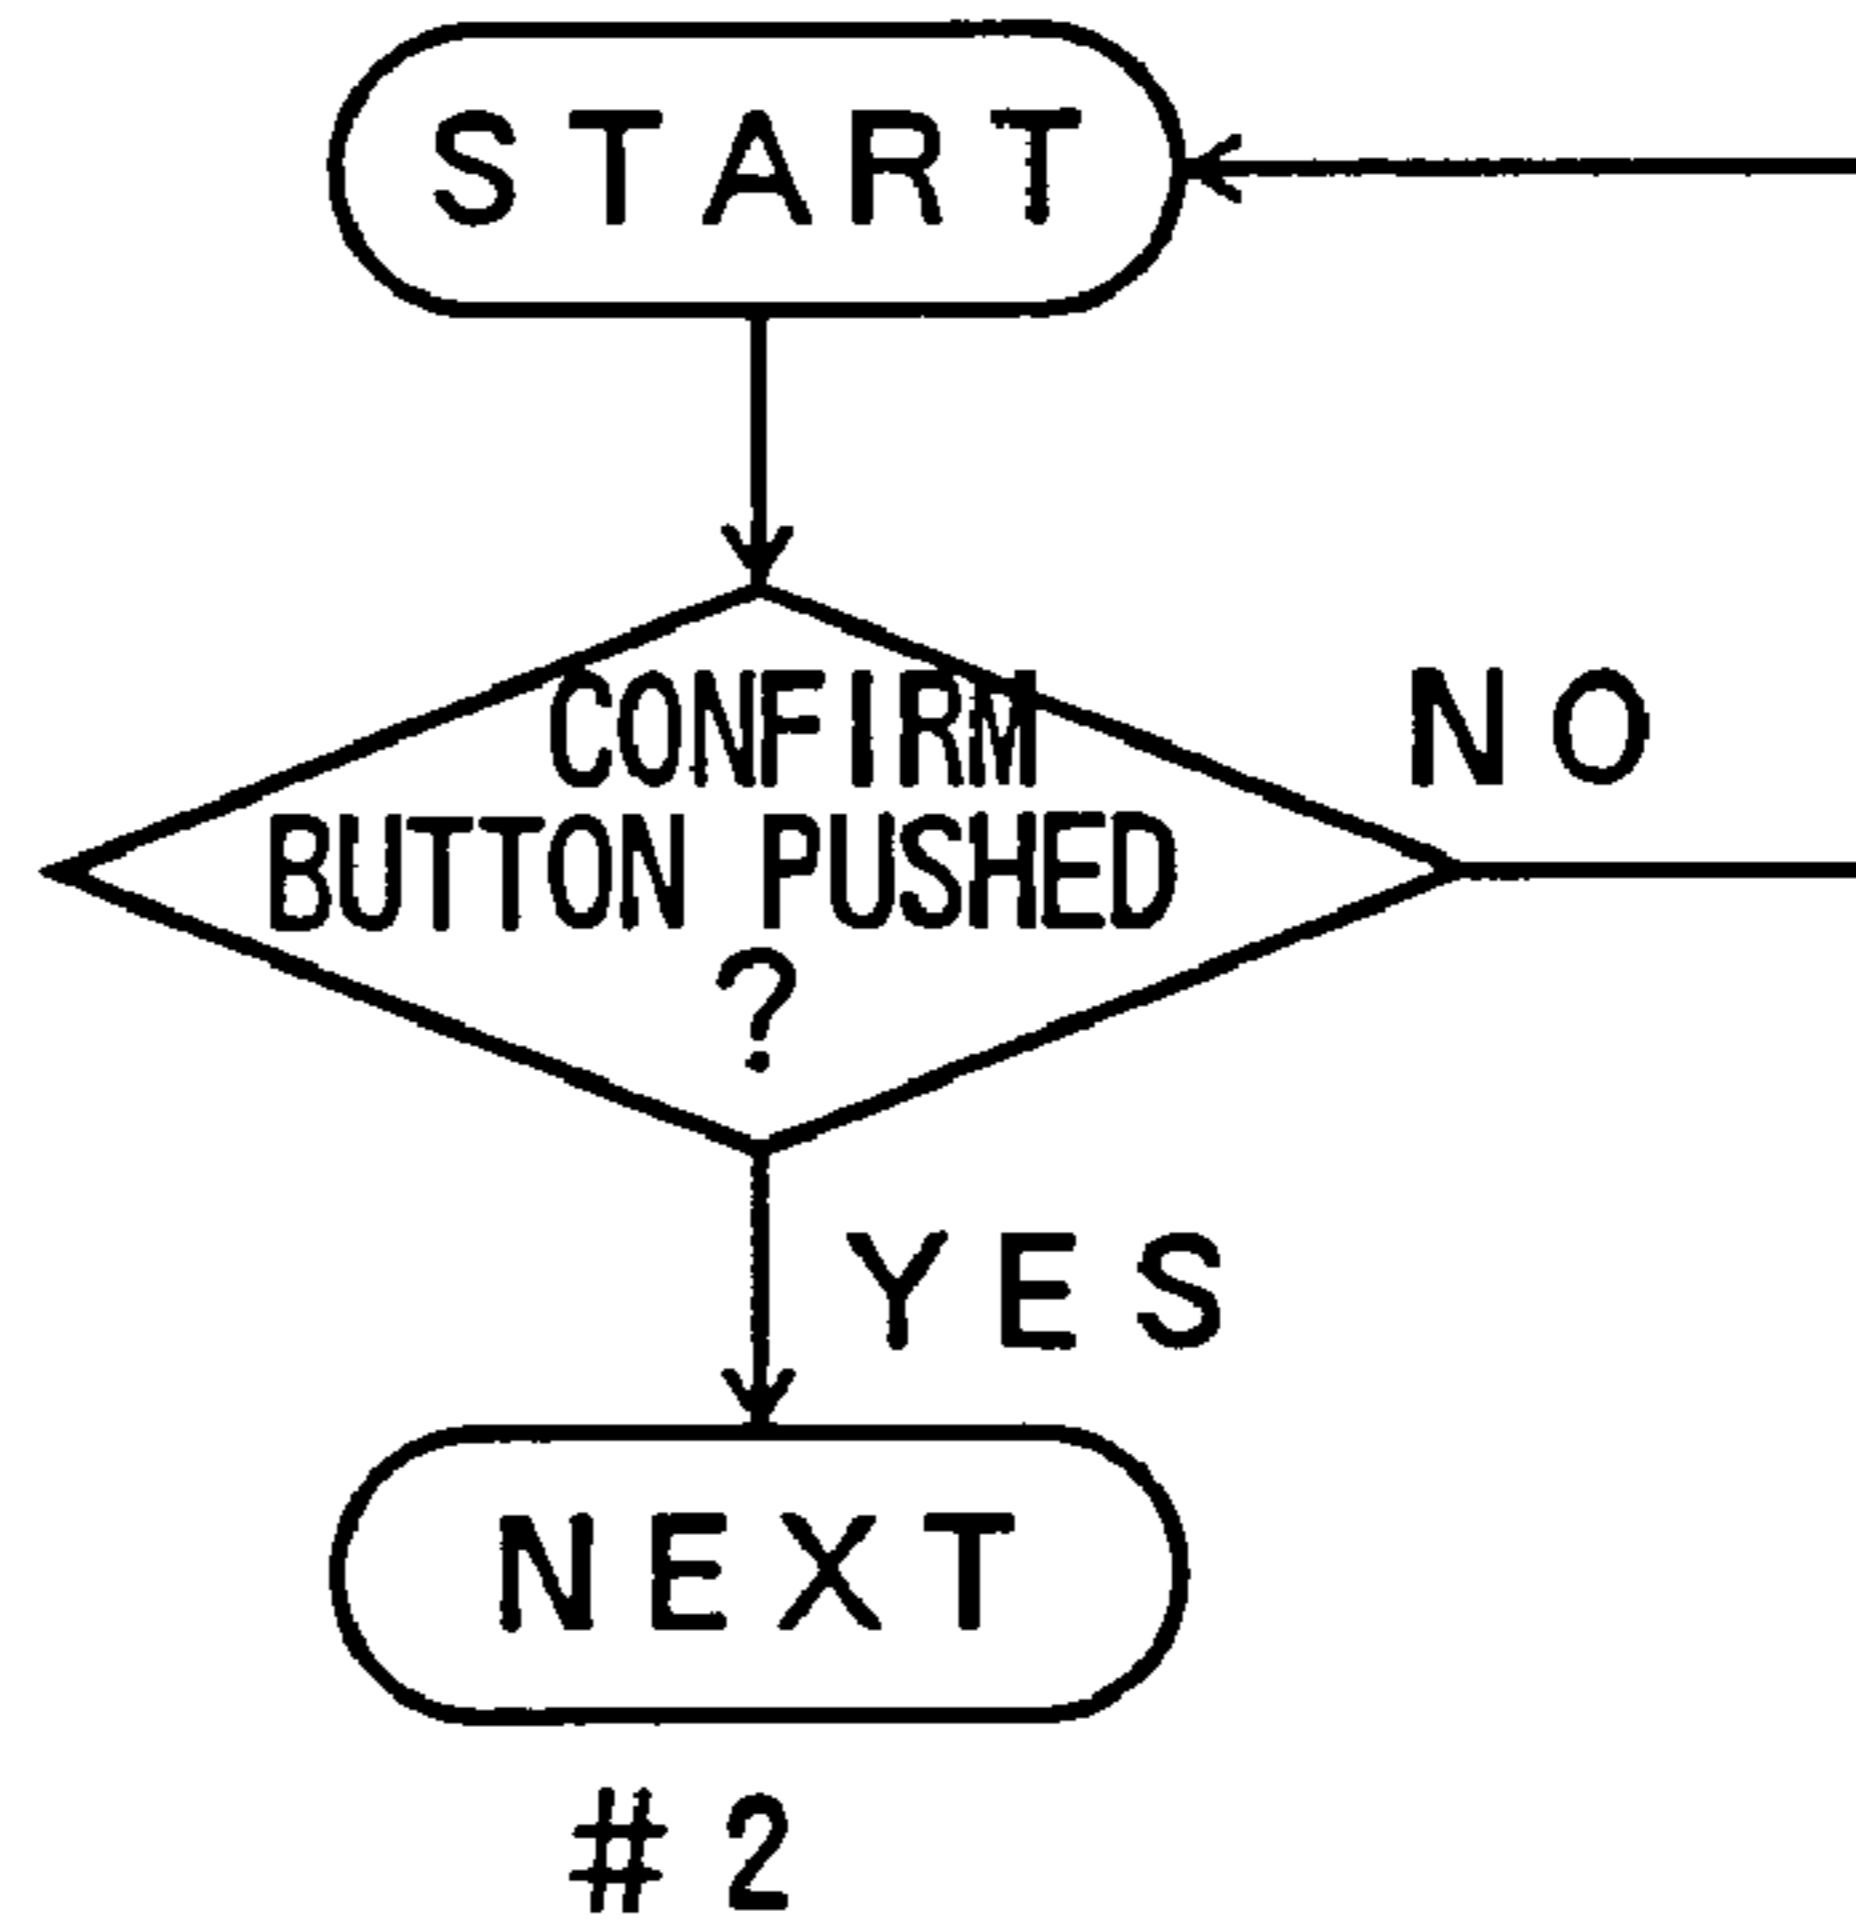 START
CONFIRM
NO
BUTTON PUSHED
?
YES
NEXT
#2